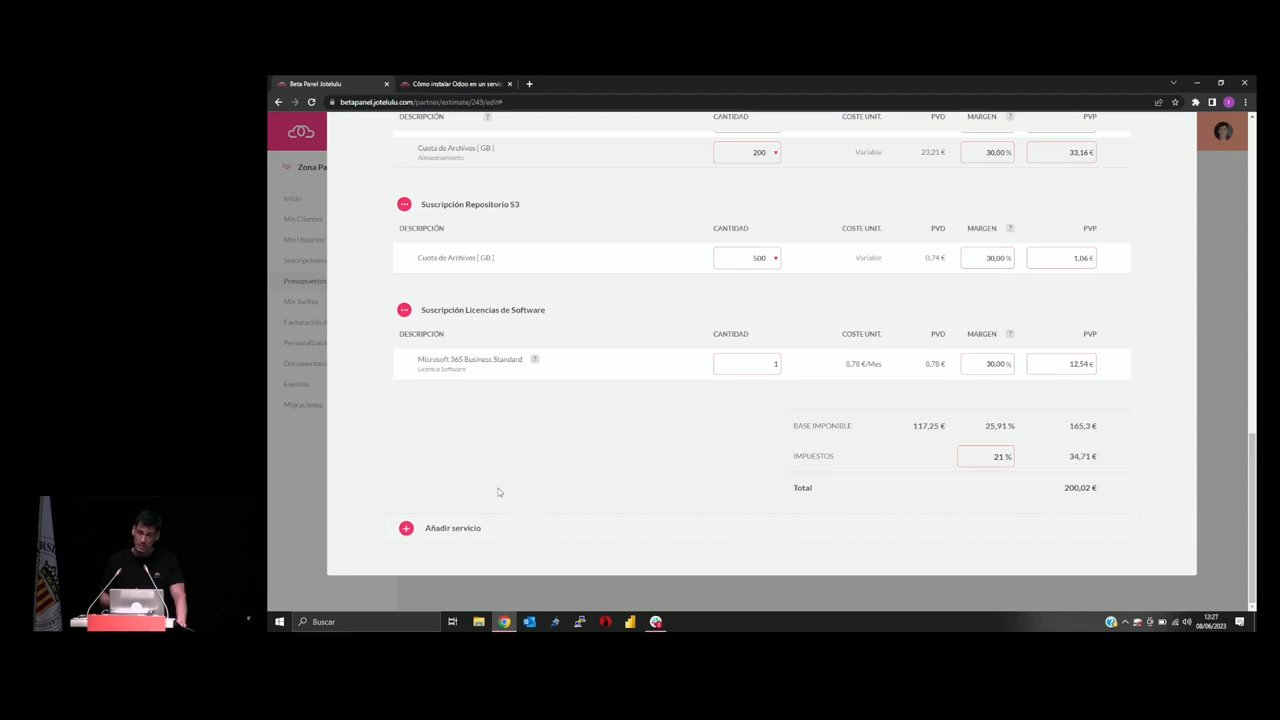 Beta Panel Jotelulu
Cómo instalar Odoo en un servi
betapanel.jotelulu.com/partner/estimate/249/edit#
I
Zona Pa
Inicio
Mis Clientes
Mis Usuarios
Suscripciones
Presupuestos
Mis Tarifas
Facturación d
Personalizaci
Documentac
Eventos
Migraciones
DESCRIPCIÓN ? CANTIDAD COSTE UNIT. PVD MARGEN ? PVP
Cuota de Archivos [ GB ] 200 Variable 23,21 € 30,00 % 33,16 €
Almacenamiento
Suscripción Repositorio S3
DESCRIPCIÓN CANTIDAD COSTE UNIT. PVD MARGEN ? PVP
Cuota de Archivos [ GB ] 500 Variable 0,74 € 30,00 % 1,06 €
Suscripción Licencias de Software
DESCRIPCIÓN CANTIDAD COSTE UNIT. PVD MARGEN ? PVP
Microsoft 365 Business Standard ? 1 8,78 €/Mes 8,78 € 30,00 % 12,54 €
Licencia Software
BASE IMPONIBLE 117,25 € 25,91 % 165,3 €
IMPUESTOS 21 % 34,71 €
Total 200,02 €
Añadir servicio
Buscar
12:27
08/06/2023